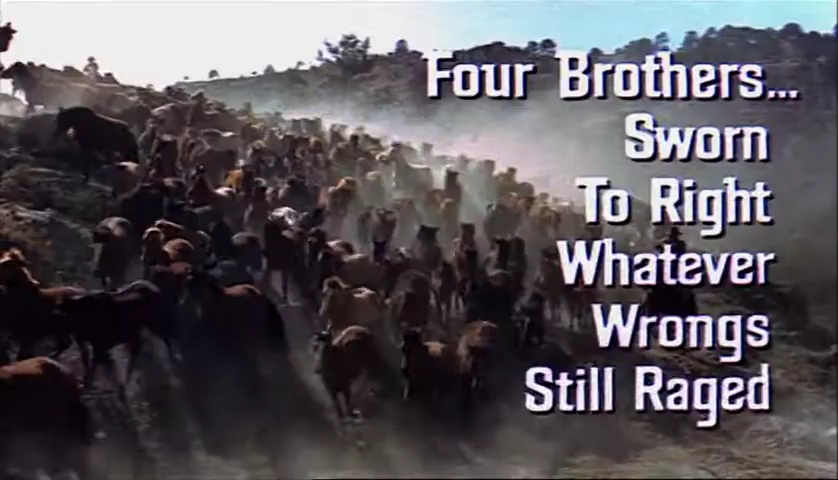 Four Brothers...
Sworn
To Right
Whatever
Wrongs
Still Raged